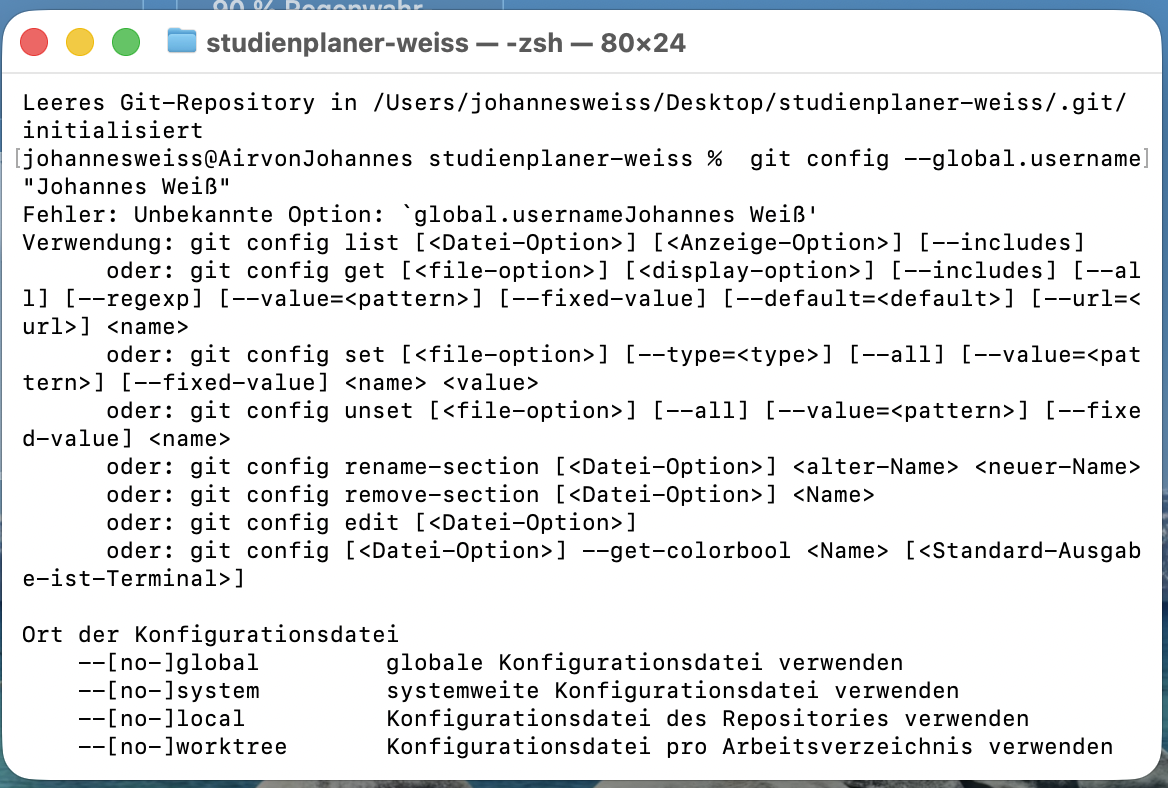 90 % Regenwahr
studienplaner-weiss — -zsh — 80×24
Leeres Git-Repository in /Users/johannesweiss/Desktop/studienplaner-weiss/.git/
initialisiert
[johannesweiss@AirvonJohannes studienplaner-weiss %  git config --global.username]
"Johannes Weiß"
Fehler: Unbekannte Option: `global.usernameJohannes Weiß'
Verwendung: git config list [<Datei-Option>] [<Anzeige-Option>] [--includes]
      oder: git config get [<file-option>] [<display-option>] [--includes] [--al
l] [--regexp] [--value=<pattern>] [--fixed-value] [--default=<default>] [--url=<
url>] <name>
      oder: git config set [<file-option>] [--type=<type>] [--all] [--value=<pat
tern>] [--fixed-value] <name> <value>
      oder: git config unset [<file-option>] [--all] [--value=<pattern>] [--fixe
d-value] <name>
      oder: git config rename-section [<Datei-Option>] <alter-Name> <neuer-Name>
      oder: git config remove-section [<Datei-Option>] <Name>
      oder: git config edit [<Datei-Option>]
      oder: git config [<Datei-Option>] --get-colorbool <Name> [<Standard-Ausgab
e-ist-Terminal>]

Ort der Konfigurationsdatei
    --[no-]global         globale Konfigurationsdatei verwenden
    --[no-]system         systemweite Konfigurationsdatei verwenden
    --[no-]local          Konfigurationsdatei des Repositories verwenden
    --[no-]worktree       Konfigurationsdatei pro Arbeitsverzeichnis verwenden